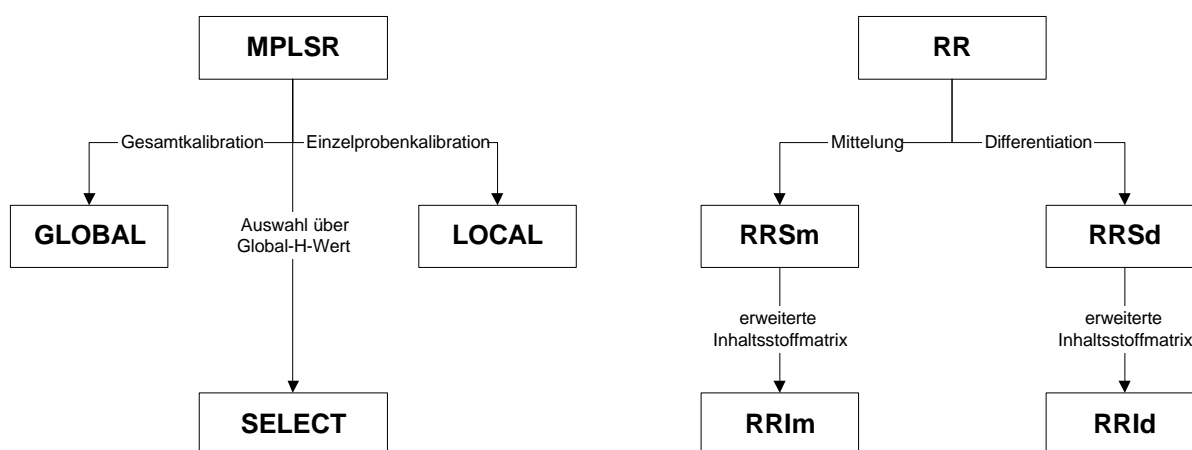 MPLSR
RR
Gesamtkalibration
Einzelprobenkalibration
Mittelung
Differentiation
GLOBAL
Auswahl über
Global-H-Wert
LOCAL
RRSm
RRSd
erweiterte
Inhaltsstoffmatrix
erweiterte
Inhaltsstoffmatrix
SELECT
RRIm
RRId